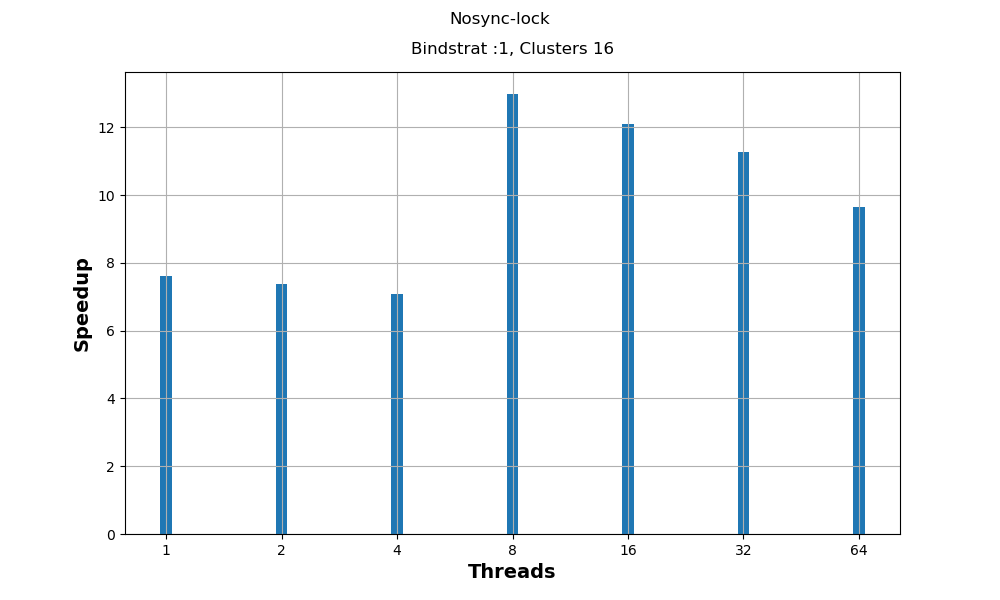 Nosync-lock
Bindstrat :1, Clusters 16
12
10
8
6
4
2
0
Speedup
1 2 4 8 16 32 64
Threads